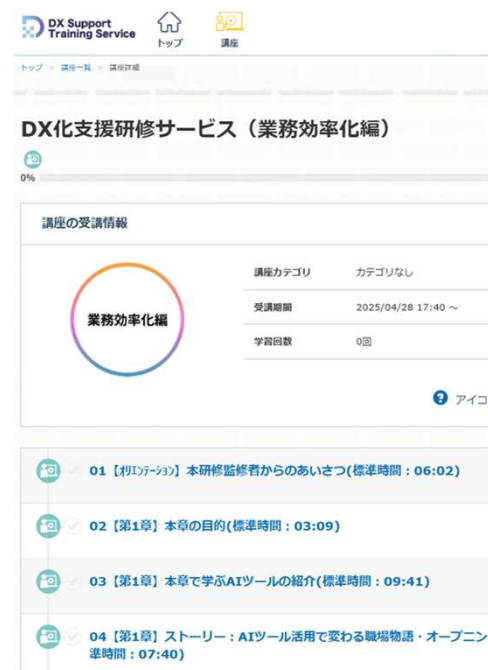 DX Support
Training Service
トップ
講座
トップ > 講座一覧 > 講座詳細
DX化支援研修サービス（業務効率化編）
0%
講座の受講情報
業務効率化編
講座カテゴリ カテゴリなし
受講期間 2025/04/28 17:40 ～
学習回数 0回
? アイコ
01【ｵﾘｴﾝﾃｰｼｮﾝ】本研修監修者からのあいさつ(標準時間：06:02)
02【第1章】本章の目的(標準時間：03:09)
03【第1章】本章で学ぶAIツールの紹介(標準時間：09:41)
04【第1章】ストーリー：AIツール活用で変わる職場物語・オープニン
準時間：07:40)